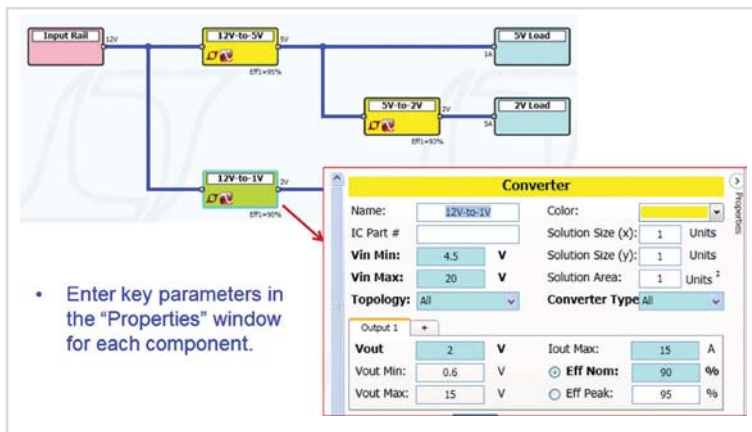 Input Rail
12V
12V-to-5V
5V
Eff1=95%
5V Load
1A
5V-to-2V
2V
Eff1=93%
2V Load
5A
12V-to-1V
2V
Eff1=90%
• Enter key parameters in
the “Properties” window
for each component.
Converter
Properties
Name: 12V-to-1V Color:
IC Part # Solution Size (x): 1 Units
Vin Min: 4.5 V Solution Size (y): 1 Units
Vin Max: 20 V Solution Area: 1 Units ²
Topology: All Converter Type All
Output 1 +
Vout 2 V Iout Max: 15 A
Vout Min: 0.6 V Eff Nom: 90 %
Vout Max: 15 V Eff Peak: 95 %